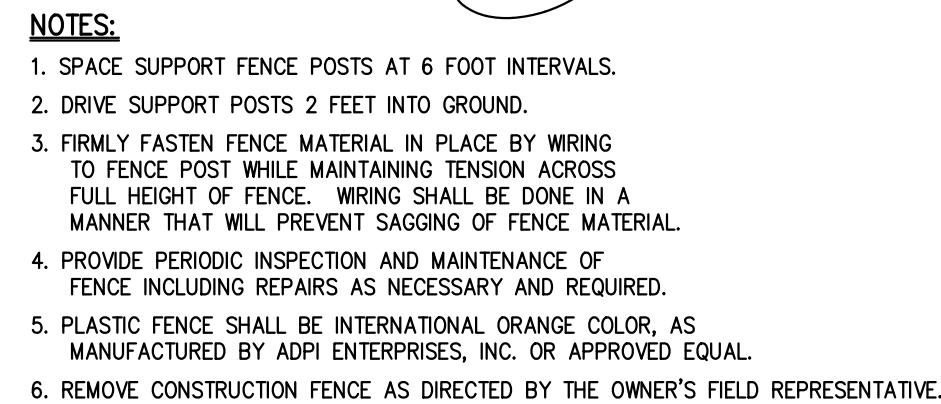 NOTES:
1. SPACE SUPPORT FENCE POSTS AT 6 FOOT INTERVALS.
2. DRIVE SUPPORT POSTS 2 FEET INTO GROUND.
3. FIRMLY FASTEN FENCE MATERIAL IN PLACE BY WIRING
TO FENCE POST WHILE MAINTAINING TENSION ACROSS
FULL HEIGHT OF FENCE. WIRING SHALL BE DONE IN A
MANNER THAT WILL PREVENT SAGGING OF FENCE MATERIAL.
4. PROVIDE PERIODIC INSPECTION AND MAINTENANCE OF
FENCE INCLUDING REPAIRS AS NECESSARY AND REQUIRED.
5. PLASTIC FENCE SHALL BE INTERNATIONAL ORANGE COLOR, AS
MANUFACTURED BY ADPI ENTERPRISES, INC. OR APPROVED EQUAL.
6. REMOVE CONSTRUCTION FENCE AS DIRECTED BY THE OWNER'S FIELD REPRESENTATIVE.